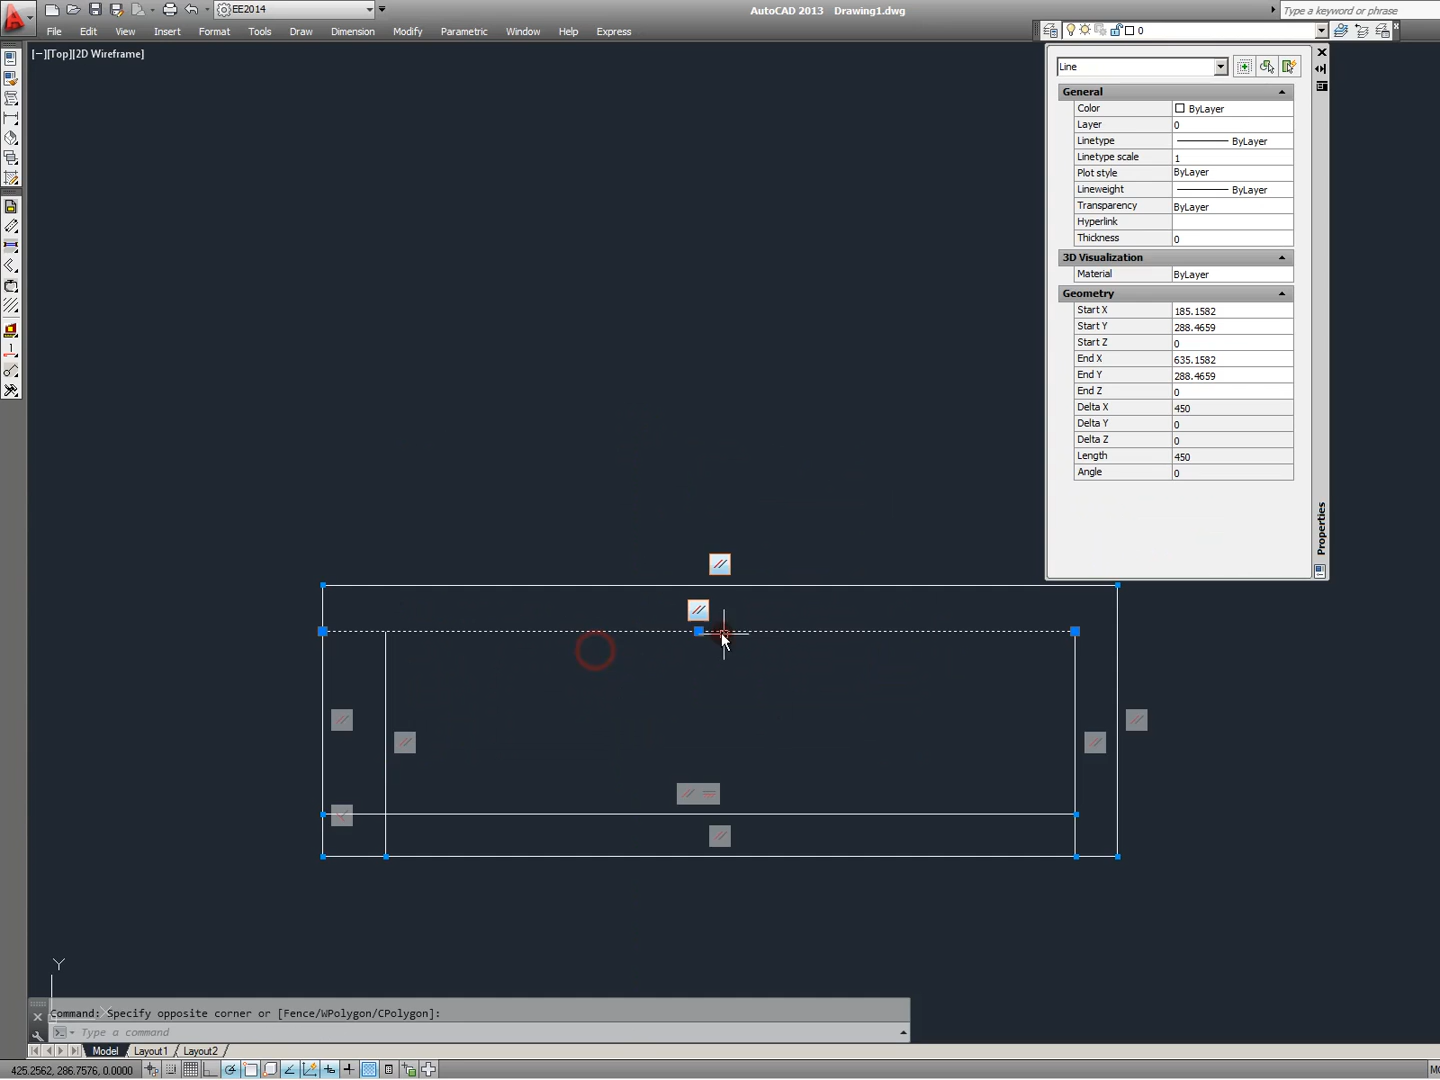 EE2014
AutoCAD 2013 Drawing1.dwg
Type a keyword or phrase
File Edit View Insert Format Tools Draw Dimension Modify Parametric Window Help Express
0
[−][Top][2D Wireframe]
Line
General
Color ByLayer
Layer 0
Linetype ByLayer
Linetype scale 1
Plot style ByLayer
Lineweight ByLayer
Transparency ByLayer
Hyperlink
Thickness 0
3D Visualization
Material ByLayer
Geometry
Start X 185.1582
Start Y 288.4659
Start Z 0
End X 635.1582
End Y 288.4659
End Z 0
Delta X 450
Delta Y 0
Delta Z 0
Length 450
Angle 0
Properties
Y
X
Command: Specify opposite corner or [Fence/WPolygon/CPolygon]:
Type a command
Model Layout1 Layout2
425.2562, 286.7576, 0.0000